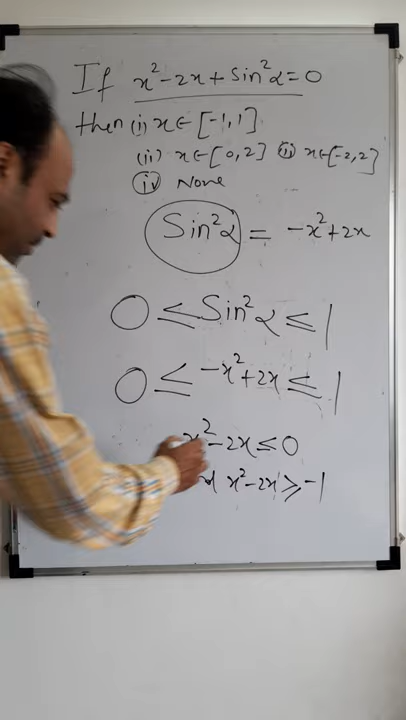 If x²-2x+Sin²α=0
then (i) x∈[-1,1]
(ii) x∈[0,2] (iii) x∈[-2,2]
(iv) None
Sin²α = -x²+2x
0 ≤ Sin²α ≤ 1
0 ≤ -x²+2x ≤ 1
x²-2x ≤ 0
x²-2x ≥ -1